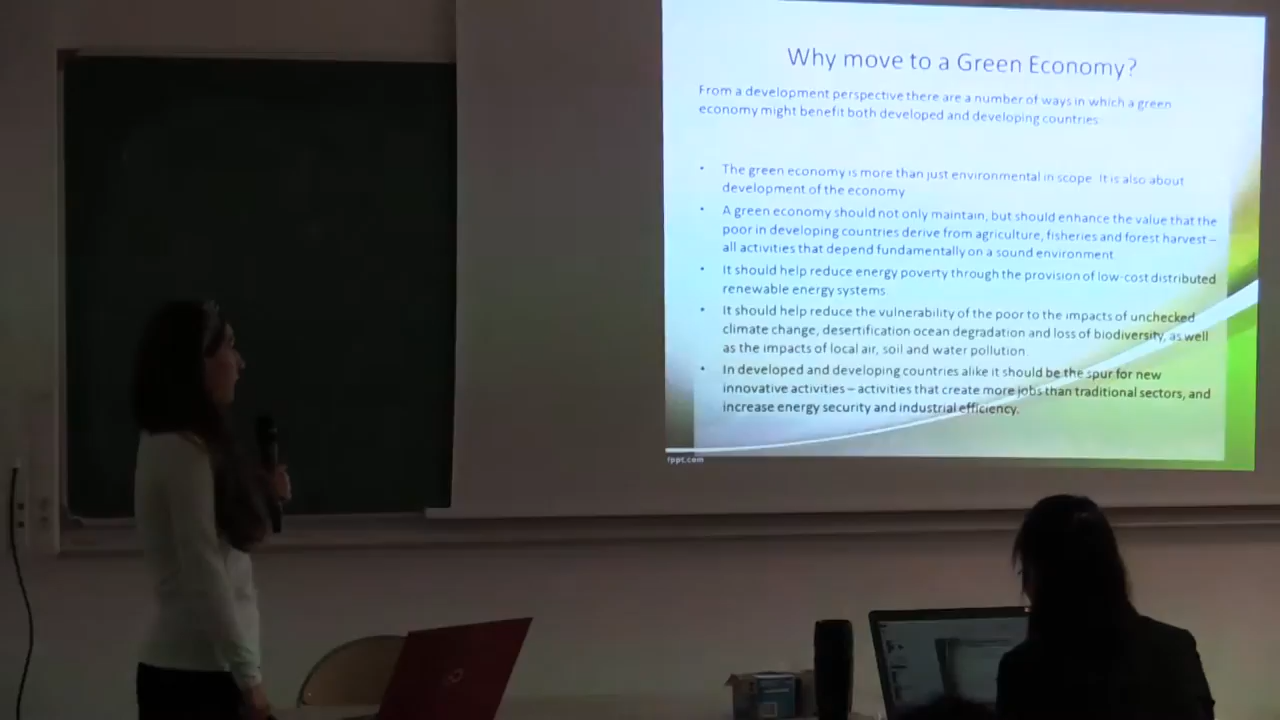 Why move to a Green Economy?
From a development perspective there are a number of ways in which a green
economy might benefit both developed and developing countries
• The green economy is more than just environmental in scope. It is also about
development of the economy
• A green economy should not only maintain, but should enhance the value that the
poor in developing countries derive from agriculture, fisheries and forest harvest –
all activities that depend fundamentally on a sound environment.
• It should help reduce energy poverty through the provision of low-cost distributed
renewable energy systems.
• It should help reduce the vulnerability of the poor to the impacts of unchecked
climate change, desertification ocean degradation and loss of biodiversity, as well
as the impacts of local air, soil and water pollution.
• In developed and developing countries alike it should be the spur for new
innovative activities – activities that create more jobs than traditional sectors, and
increase energy security and industrial efficiency.
fppt.com